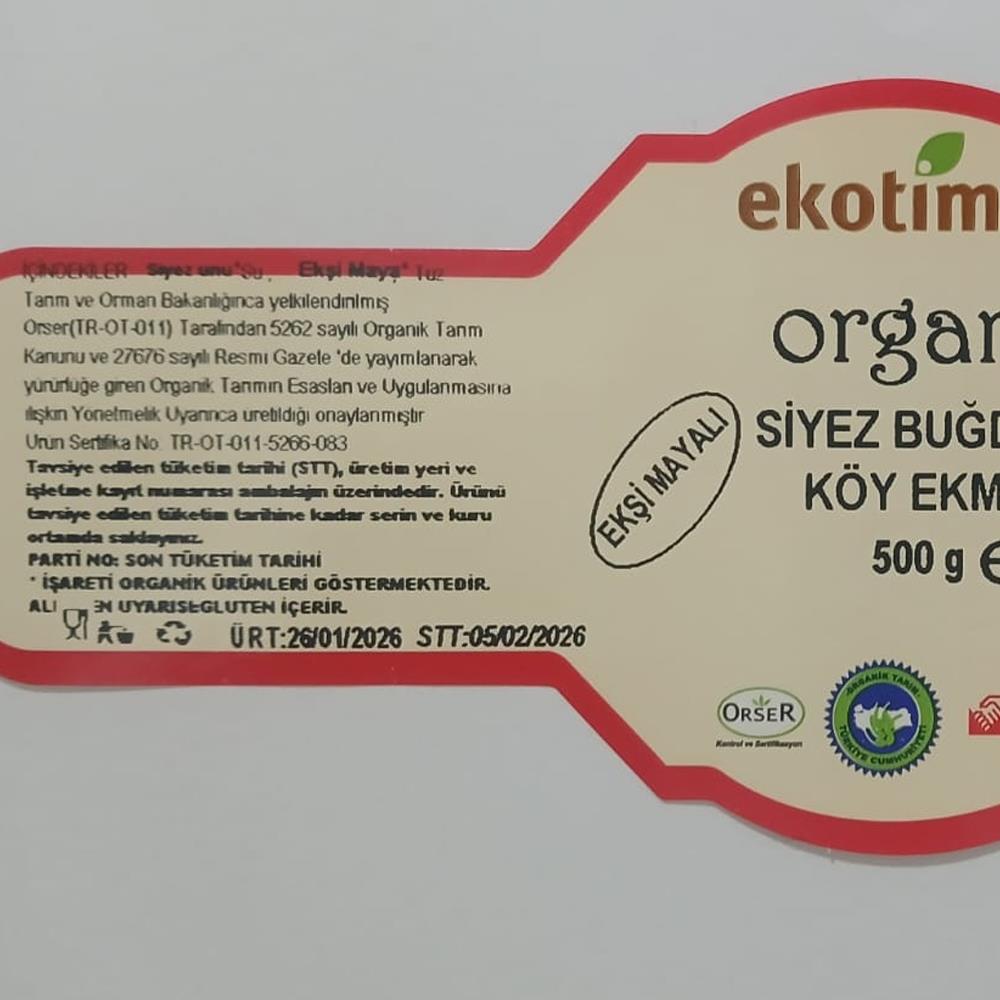 İÇİNDEKİLER Siyez unu*Su, Ekşi Maya* Tuz
Tarım ve Orman Bakanlığınca yetkilendirilmiş
Orser(TR-OT-011) Tarafından 5262 sayılı Organik Tarım
Kanunu ve 27676 sayılı Resmi Gazete 'de yayımlanarak
yürürlüğe giren Organik Tarımın Esasları ve Uygulanmasına
ilişkin Yönetmelik Uyarınca üretildiği onaylanmıştır
Ürün Sertifika No. TR-OT-011-5266-083
Tavsiye edilen tüketim tarihi (STT), üretim yeri ve
işletme kayıt numarası ambalajın üzerindedir. Ürünü
tavsiye edilen tüketim tarihine kadar serin ve kuru
ortamda saklayınız.
PARTİ NO: SON TÜKETİM TARİHİ
* İŞARETİ ORGANİK ÜRÜNLERİ GÖSTERMEKTEDİR.
ALI EN UYARISI:GLUTEN İÇERİR.
ÜRT:26/01/2026 STT:05/02/2026
ekotim
organ
SİYEZ BUĞD
KÖY EKM
500 g e
EKŞİ MAYALI
ORSER
Kontrol ve Sertifikasyon
ORGANİK TARIM
TÜRKİYE CUMHURİYETİ